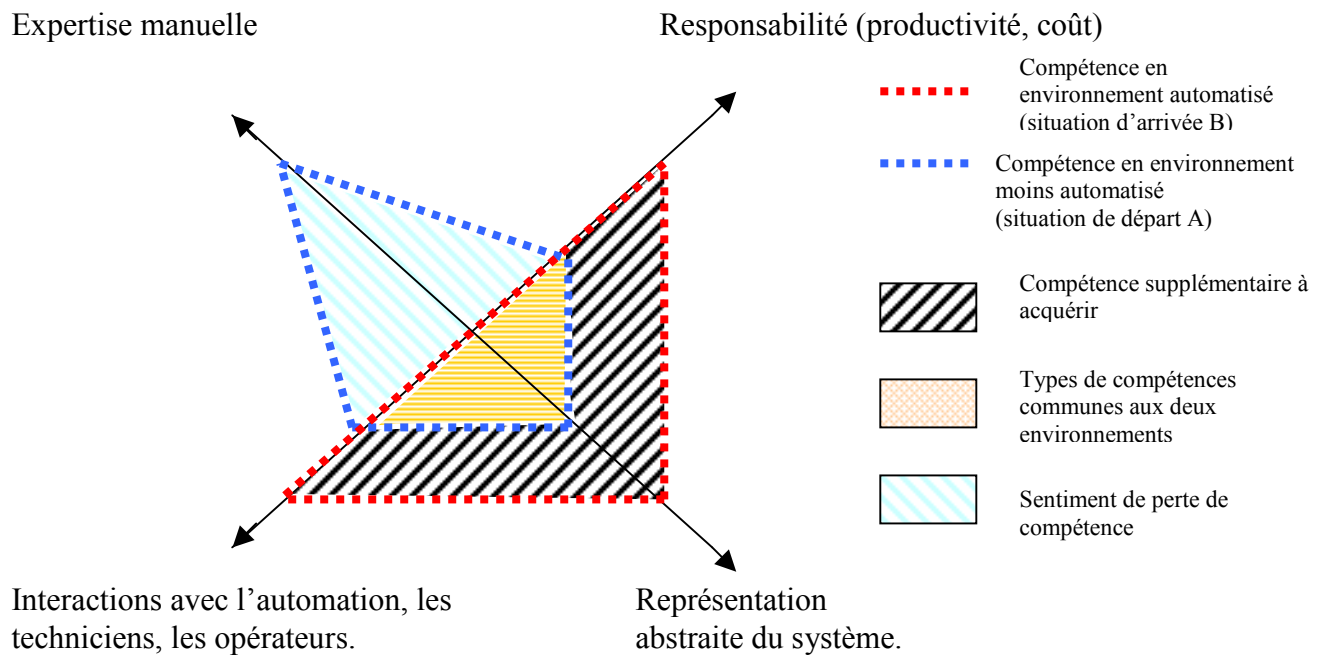 Expertise manuelle
Responsabilité (productivité, coût)
Compétence en
environnement automatisé
(situation d’arrivée B)
Compétence en environnement
moins automatisé
(situation de départ A)
Compétence supplémentaire à
acquérir
Types de compétences
communes aux deux
environnements
Sentiment de perte de
compétence
Interactions avec l’automation, les
techniciens, les opérateurs.
Représentation
abstraite du système.